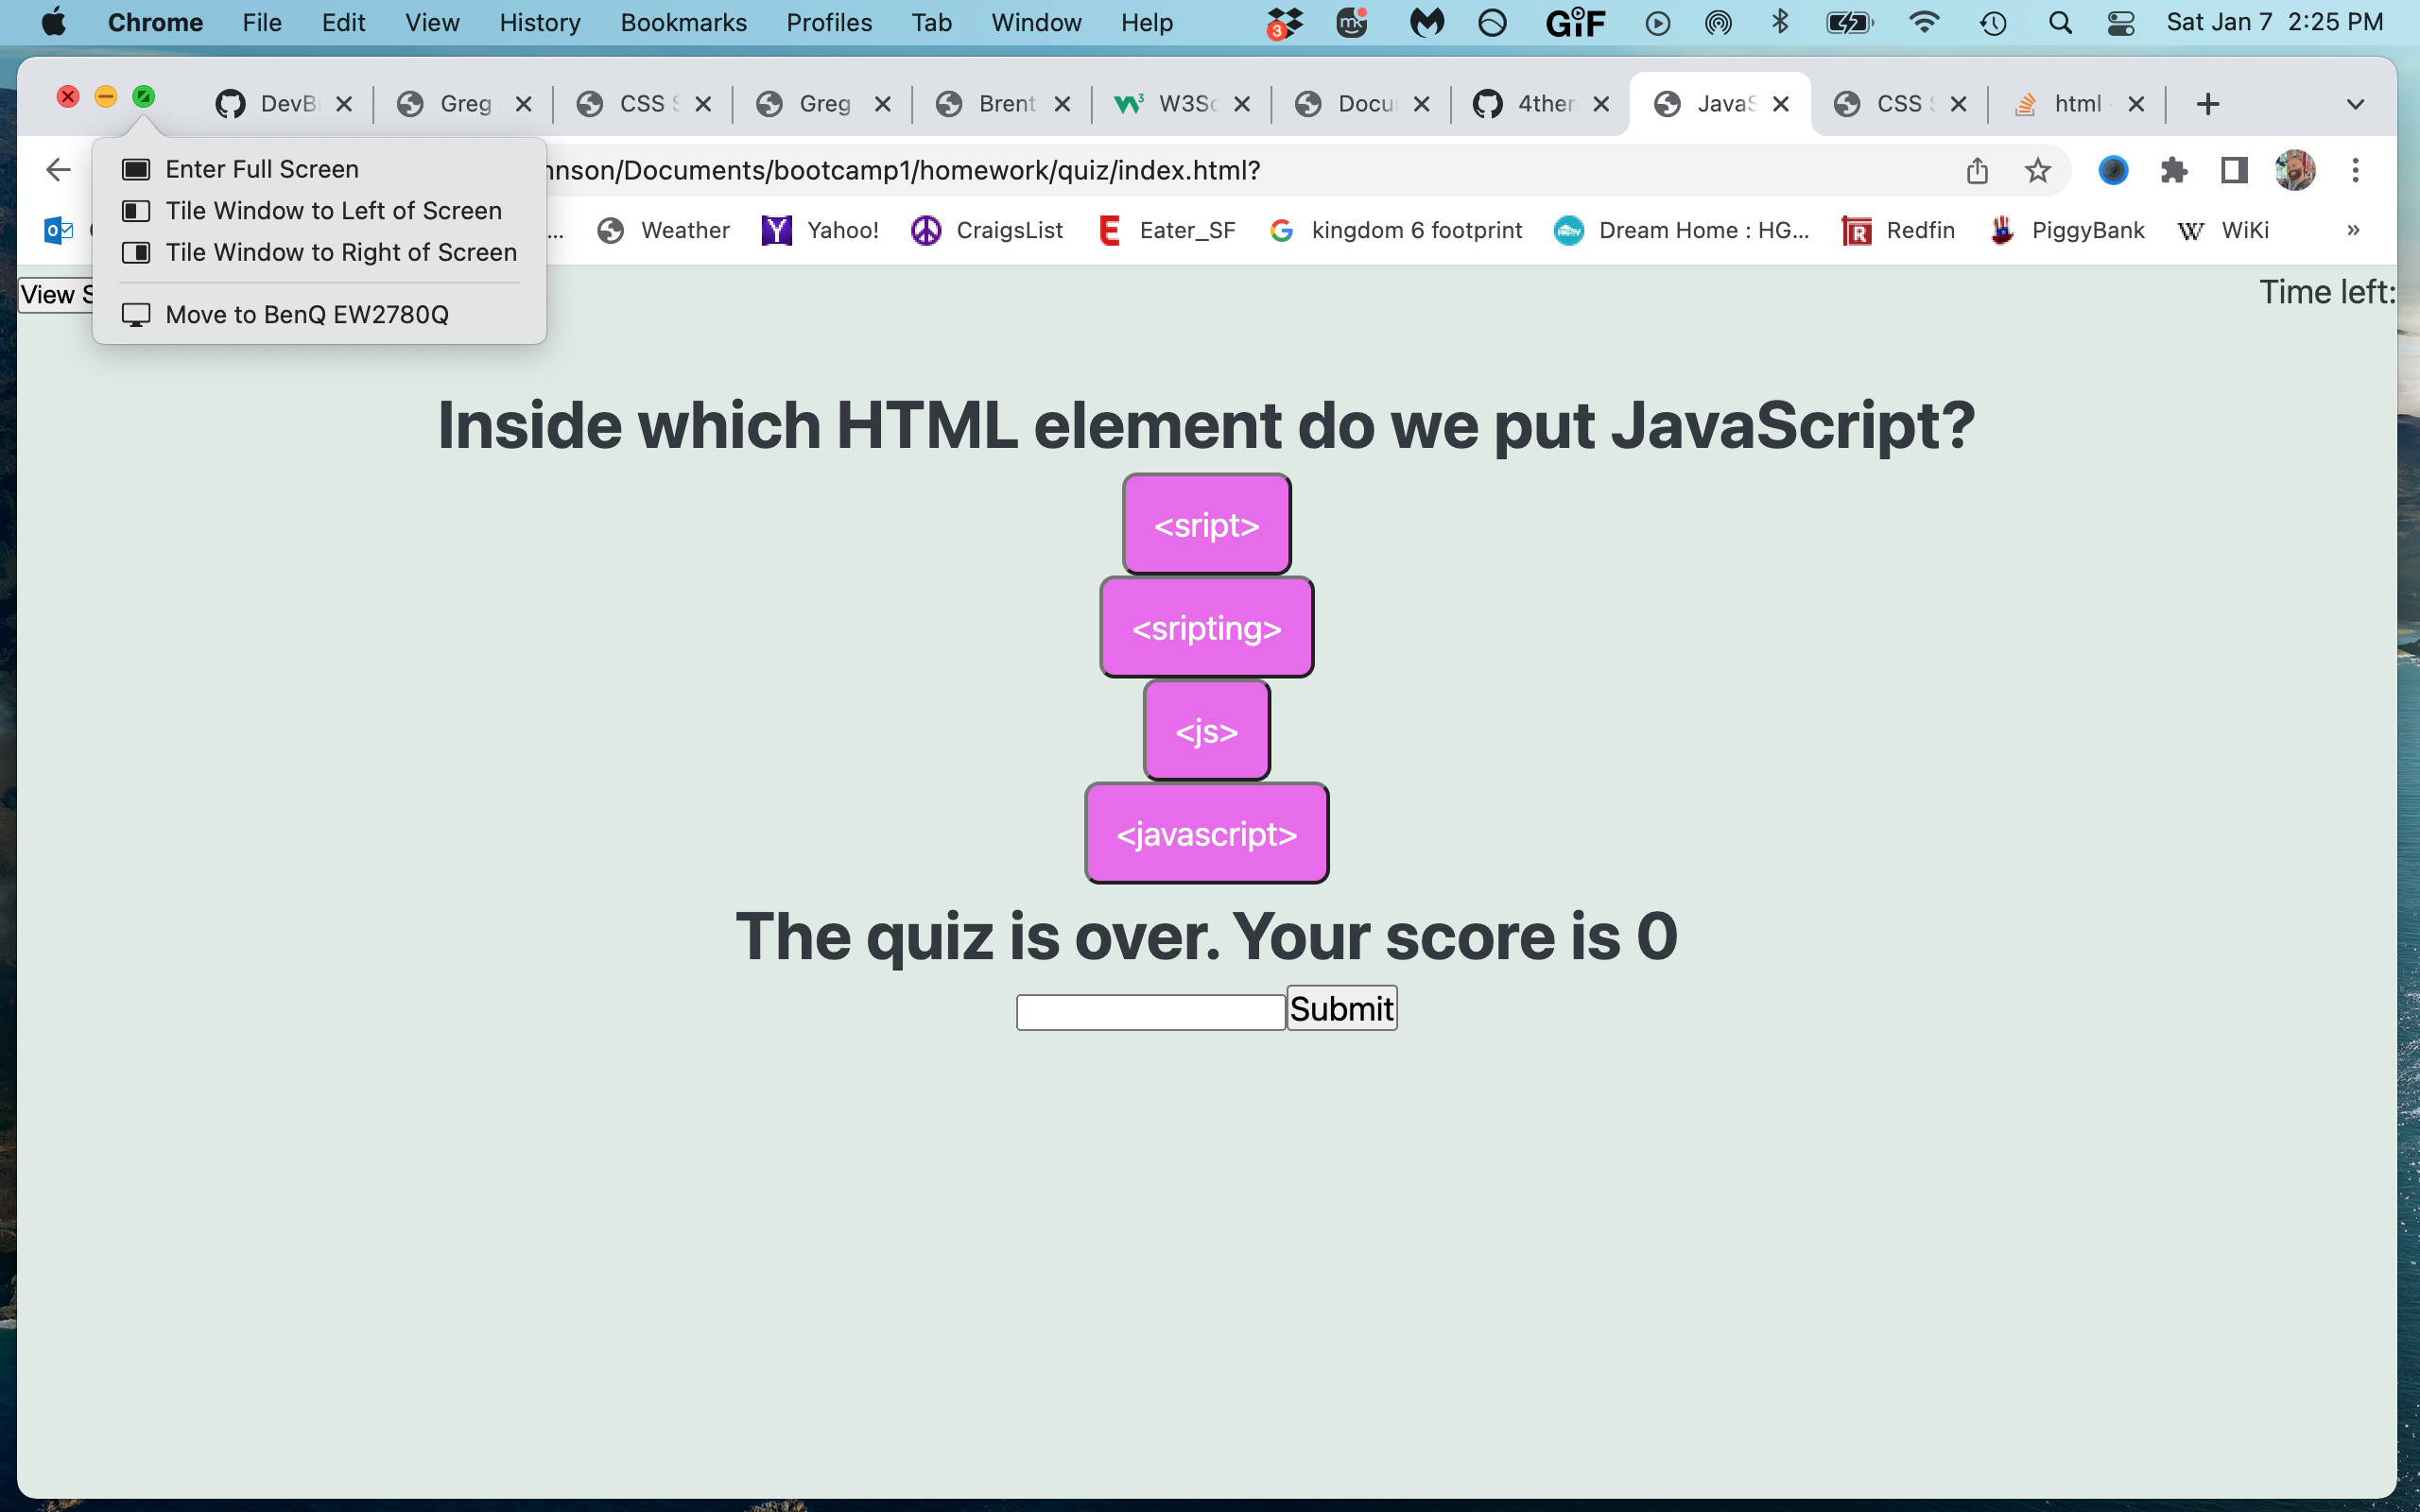 Chrome File Edit View History Bookmarks Profiles Tab Window Help 3 mk GIF Sat Jan 7 2:25 PM
DevB Greg CSS S Greg Brent W3Sc Docu 4ther JavaS CSS S html
Enter Full Screen
nnson/Documents/bootcamp1/homework/quiz/index.html?
Tile Window to Left of Screen
... Weather Yahoo! CraigsList Eater_SF kingdom 6 footprint Dream Home : HG... Redfin PiggyBank WiKi »
Tile Window to Right of Screen
View S
Time left:
Move to BenQ EW2780Q
Inside which HTML element do we put JavaScript?
<sript>
<sripting>
<js>
<javascript>
The quiz is over. Your score is 0
Submit